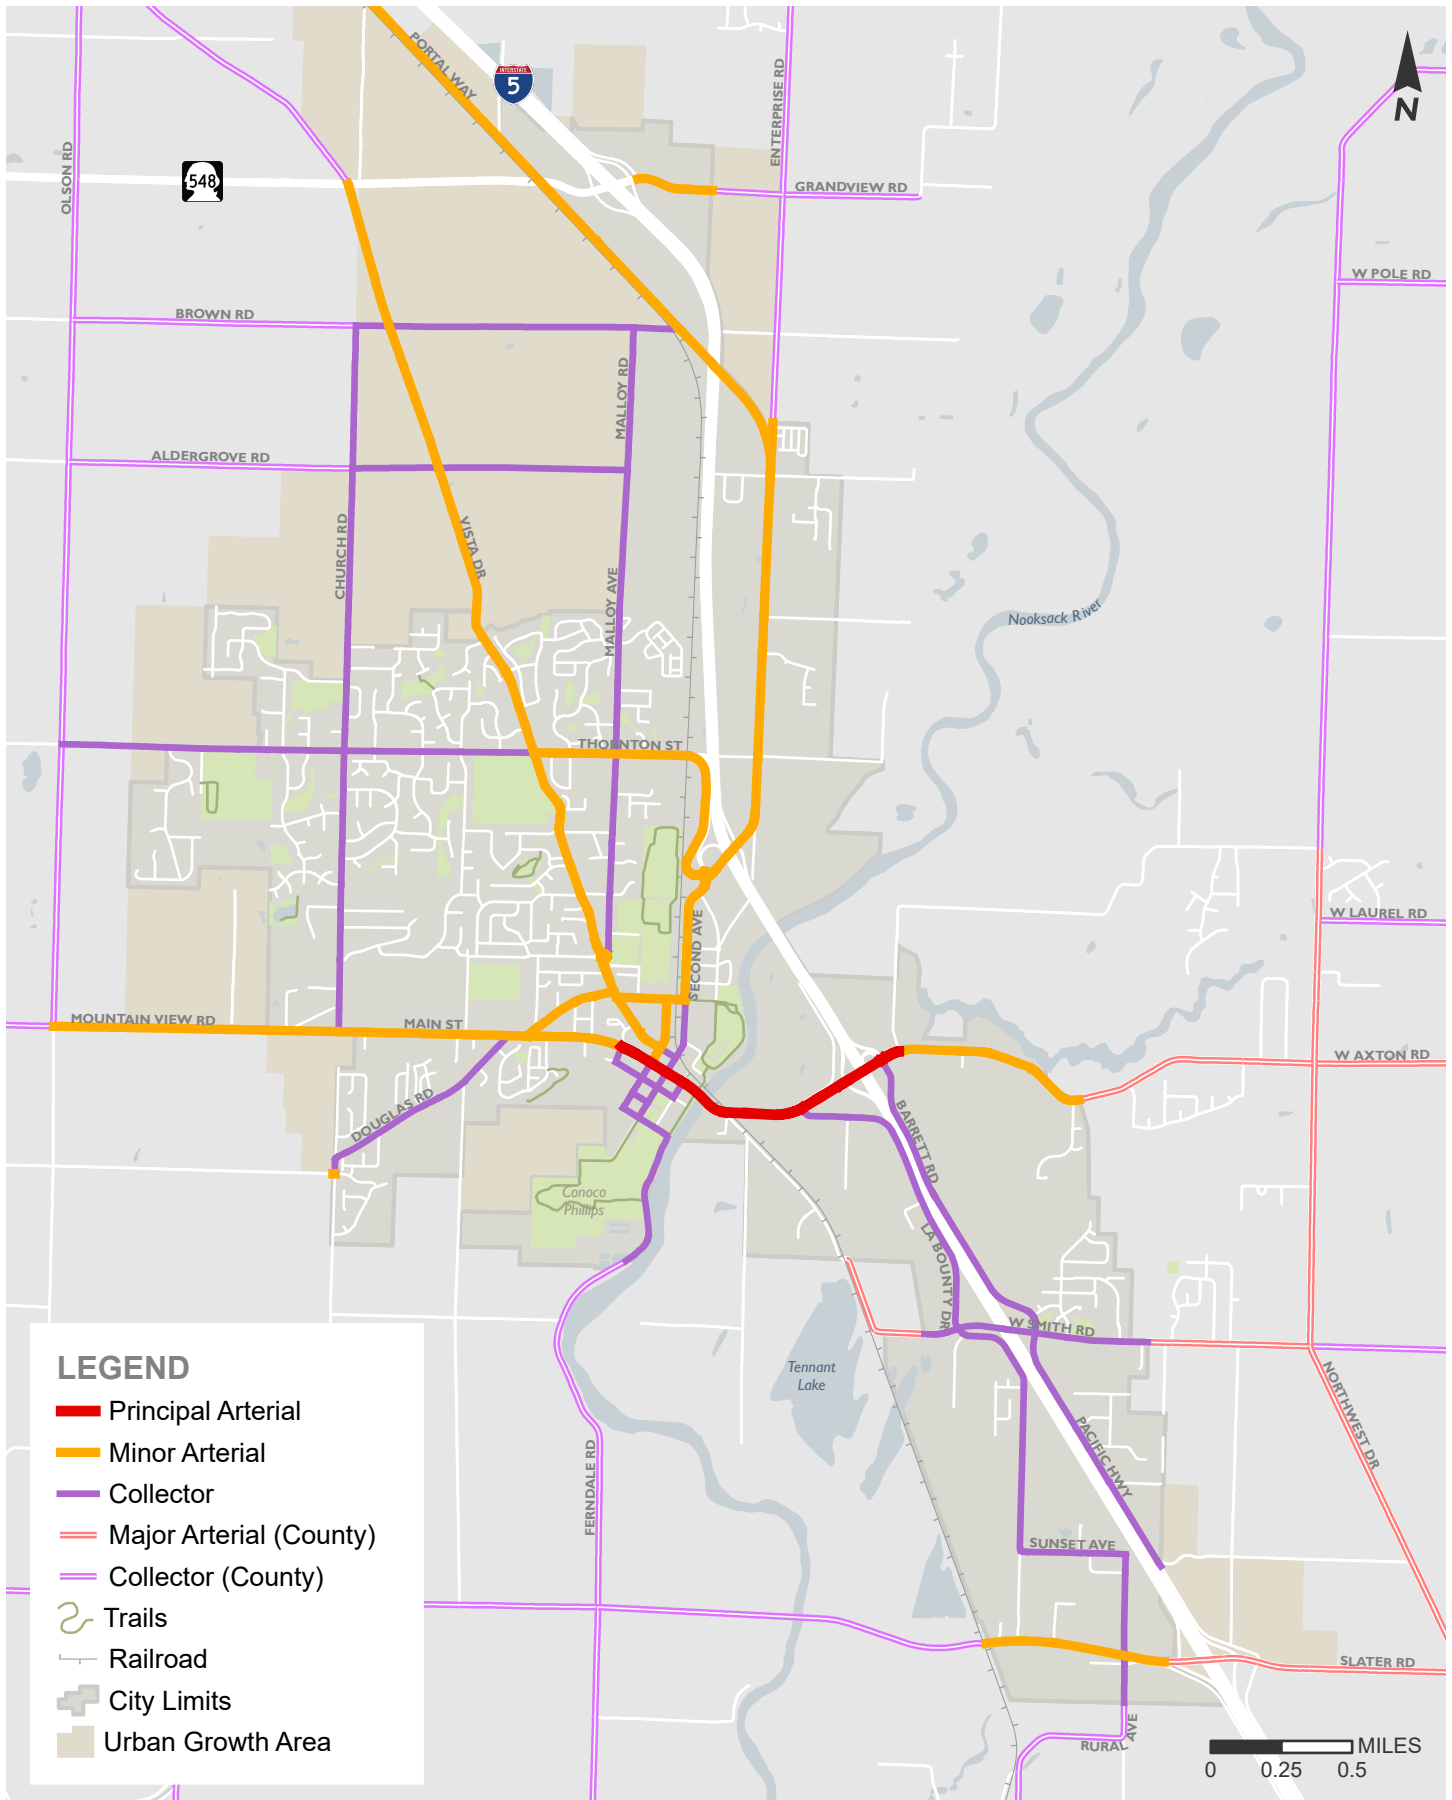 PORTAL WAY
INTERSTATE
5
ENTERPRISE RD
N
OLSON RD
548
GRANDVIEW RD
W POLE RD
BROWN RD
MALLOY RD
ALDERGROVE RD
CHURCH RD
VISTA DR
MALLOY AVE
Nooksack River
THORNTON ST
SECOND AVE
W LAUREL RD
MOUNTAIN VIEW RD
MAIN ST
W AXTON RD
DOUGLAS RD
BARRETT RD
Conoco
Phillips
LA BOUNTY DR
W SMITH RD
Tennant
Lake
NORTHWEST DR
PACIFIC HWY
FERNDALE RD
SUNSET AVE
SLATER RD
RURAL AVE
LEGEND
Principal Arterial
Minor Arterial
Collector
Major Arterial (County)
Collector (County)
Trails
Railroad
City Limits
Urban Growth Area
MILES
0 0.25 0.5